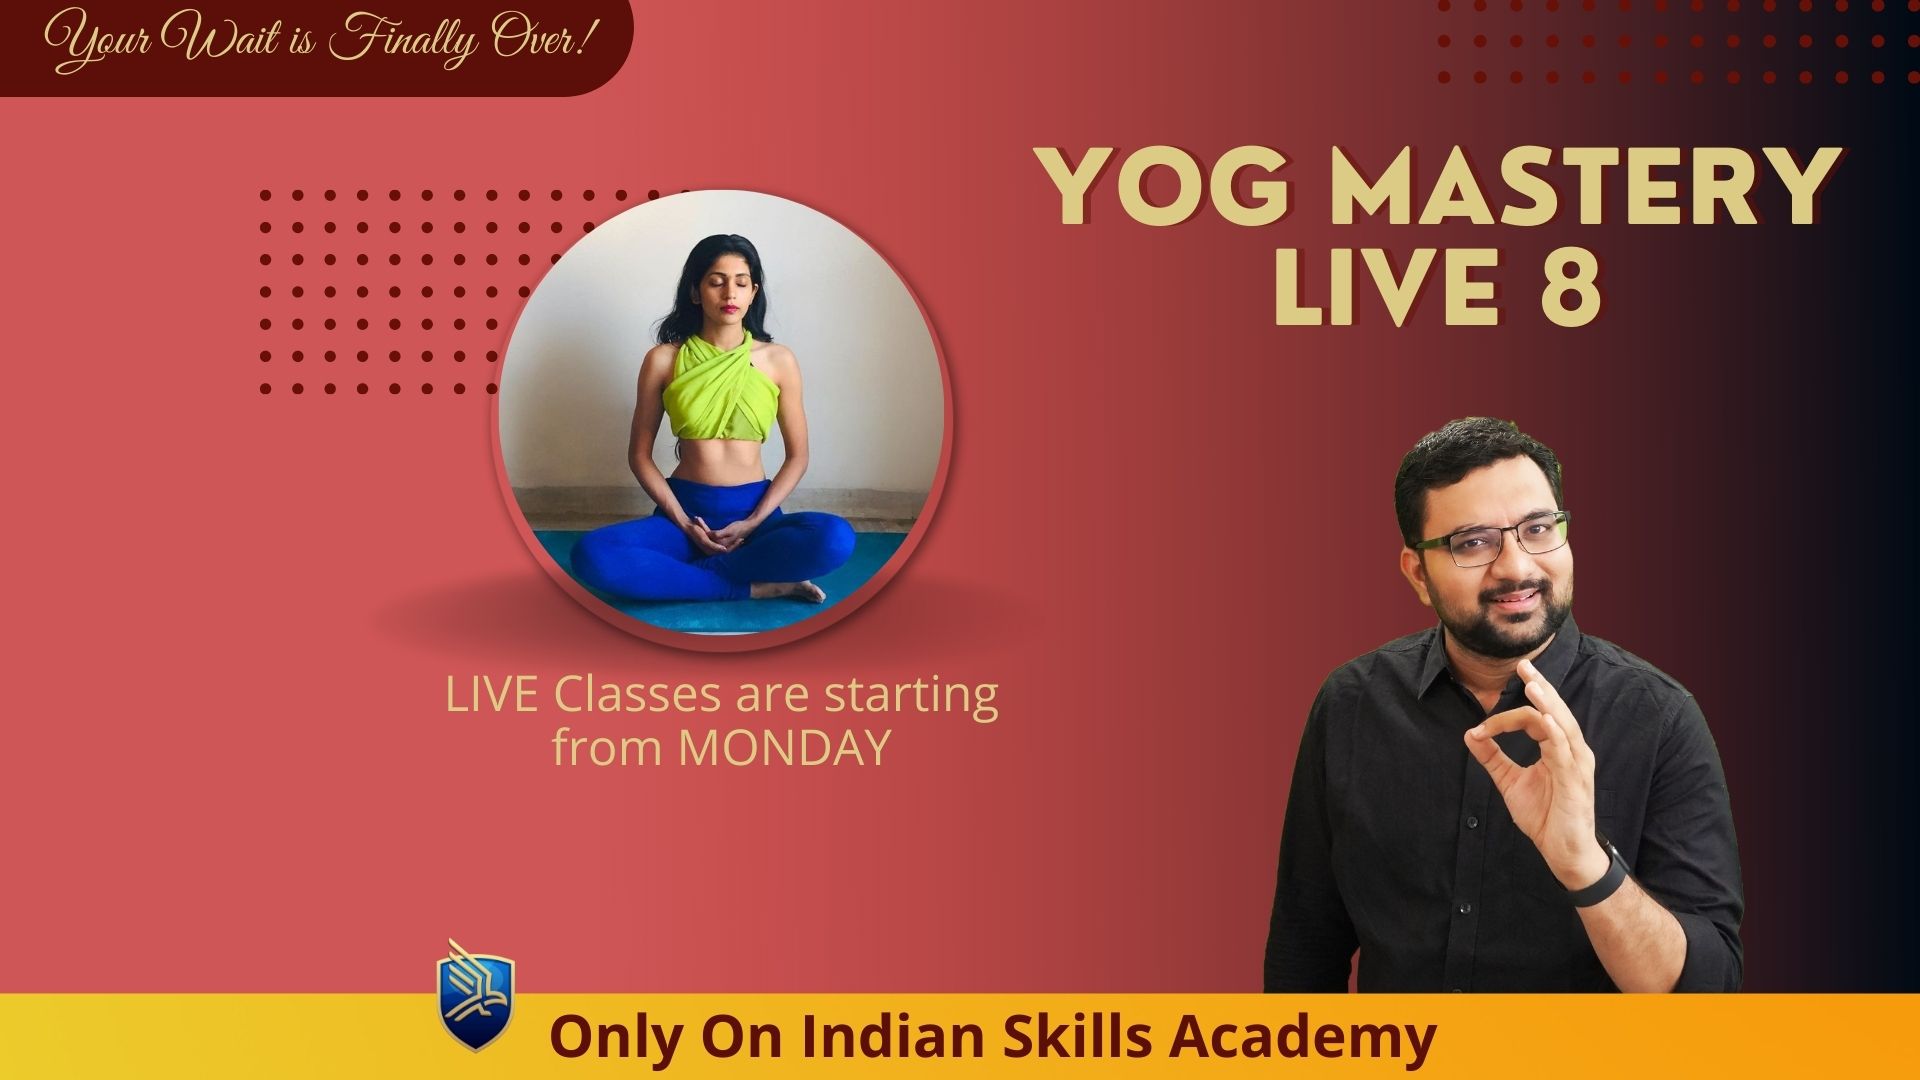 Your Wait is Finally Over!
YOG MASTERY
LIVE 8
LIVE Classes are starting
from MONDAY
Only On Indian Skills Academy